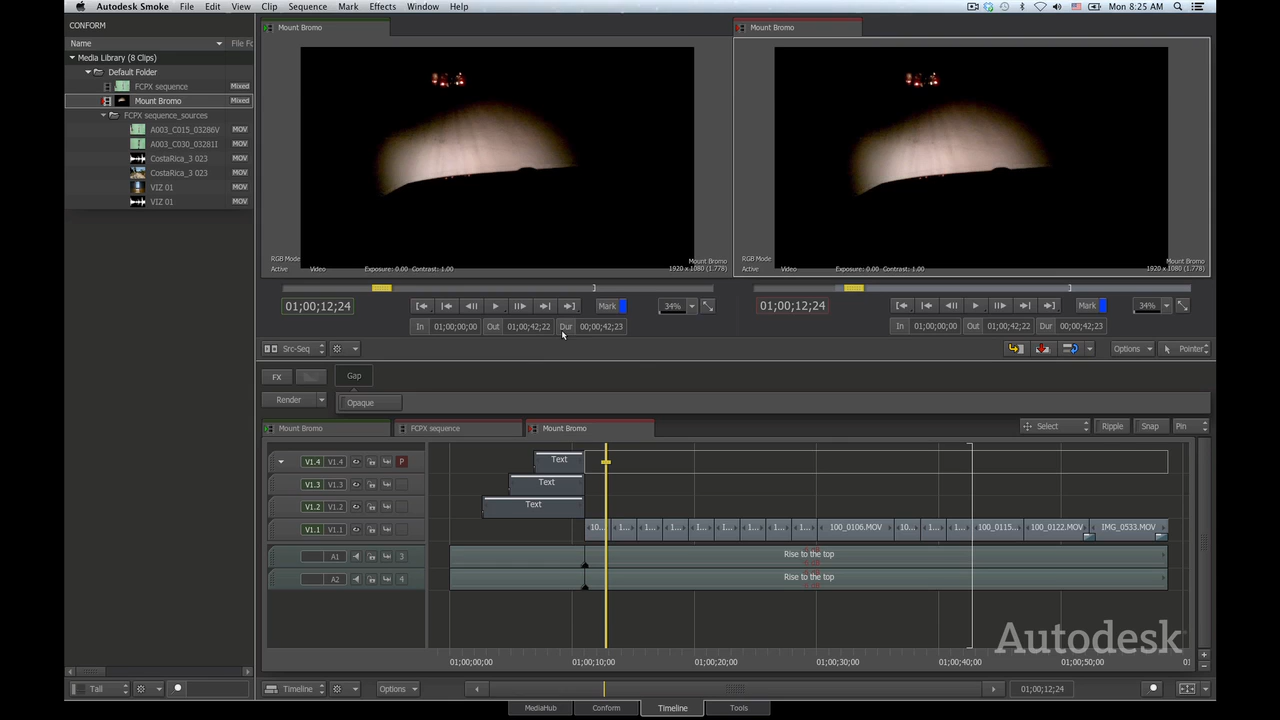 Autodesk Smoke File Edit View Clip Sequence Mark Effects Window Help Mon 8:25 AM
CONFORM
Mount Bromo Mount Bromo
Name File Fo
Media Library (8 Clips)
Default Folder
FCPX sequence Mixed
Mount Bromo Mixed
FCPX sequence_sources
A003_C015_03286V MOV
A003_C030_03281I MOV
CostaRica_3 023 MOV
CostaRica_3 023 MOV
VIZ 01 MOV
VIZ 01 MOV
RGB Mode Mount Bromo RGB Mode Mount Bromo
Active Video Exposure: 0.00 Contrast: 1.00 1920 x 1080 (1.778) Active Video Exposure: 0.00 Contrast: 1.00 1920 x 1080 (1.778)
01;00;12;24 Mark 34% 01;00;12;24 Mark 34%
In 01;00;00;00 Out 01;00;42;22 Dur 00;00;42;23 In 01;00;00;00 Out 01;00;42;22 Dur 00;00;42;23
Src-Seq Options Pointer
FX Gap
Render Opaque
Mount Bromo FCPX sequence Mount Bromo Select Ripple Snap Pin
V1.4 V1.4 P Text
V1.3 V1.3 Text
V1.2 V1.2 Text
V1.1 V1.1 10... 1... 1... 1... 1... 1... 1... 1... 1... 100_0106.MOV 10... 1... 1... 100_0115... 100_0122.MOV IMG_0533.MOV
A1 3 Rise to the top
A2 4 Rise to the top
Autodesk
01;00;00;00 01;00;10;00 01;00;20;00 01;00;30;00 01;00;40;00 01;00;50;00 01
Tall Timeline Options 01;00;12;24
MediaHub Conform Timeline Tools